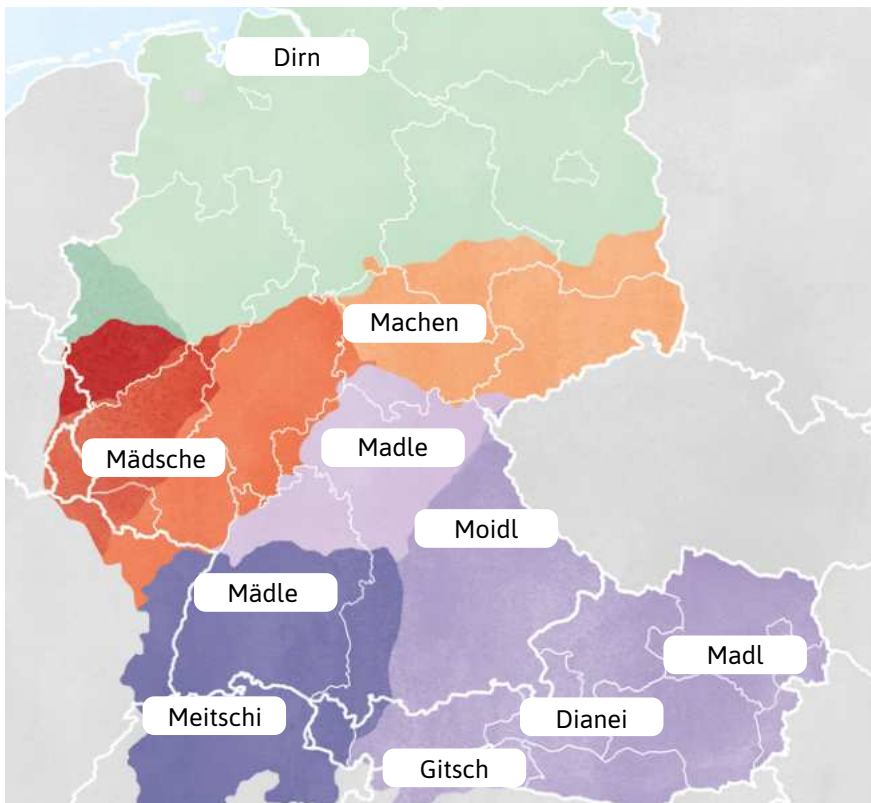 Dirn
Machen
Mädsche
Madle
Moidl
Mädle
Madl
Meitschi
Dianei
Gitsch